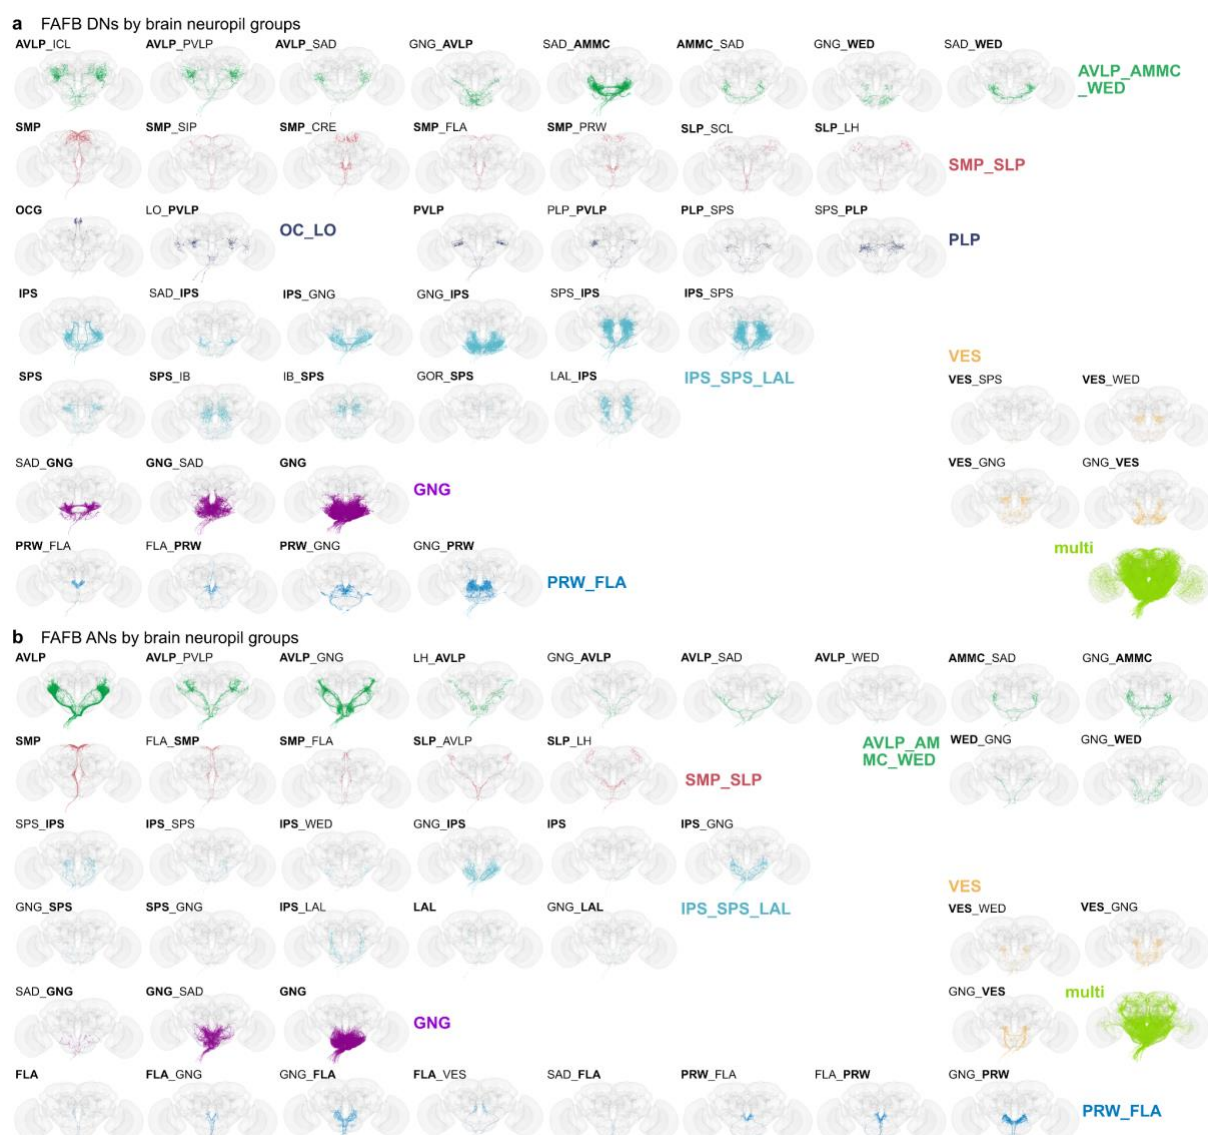 a FAFB DNs by brain neuropil groups
AVLP_ICL AVLP_PVLP AVLP_SAD GNG_AVLP SAD_AMMC AMMC_SAD GNG_WED SAD_WED
AVLP_AMMC
_WED
SMP SMP_SIP SMP_CRE SMP_FLA SMP_PRW SLP_SCL SLP_LH
SMP_SLP
OCG LO_PVLP PVLP PLP_PVLP PLP_SPS SPS_PLP
OC_LO PLP
IPS SAD_IPS IPS_GNG GNG_IPS SPS_IPS IPS_SPS
VES
SPS SPS_IB IB_SPS GOR_SPS LAL_IPS IPS_SPS_LAL VES_SPS VES_WED
SAD_GNG GNG_SAD GNG VES_GNG GNG_VES
GNG
PRW_FLA FLA_PRW PRW_GNG GNG_PRW multi
PRW_FLA
b FAFB ANs by brain neuropil groups
AVLP AVLP_PVLP AVLP_GNG LH_AVLP GNG_AVLP AVLP_SAD AVLP_WED AMMC_SAD GNG_AMMC
SMP FLA_SMP SMP_FLA SLP_AVLP SLP_LH AVLP_AM WED_GNG GNG_WED
MC_WED
SMP_SLP
SPS_IPS IPS_SPS IPS_WED GNG_IPS IPS IPS_GNG
VES
GNG_SPS SPS_GNG IPS_LAL LAL GNG_LAL IPS_SPS_LAL VES_WED VES_GNG
SAD_GNG GNG_SAD GNG GNG_VES multi
GNG
FLA FLA_GNG GNG_FLA FLA_VES SAD_FLA PRW_FLA FLA_PRW GNG_PRW
PRW_FLA